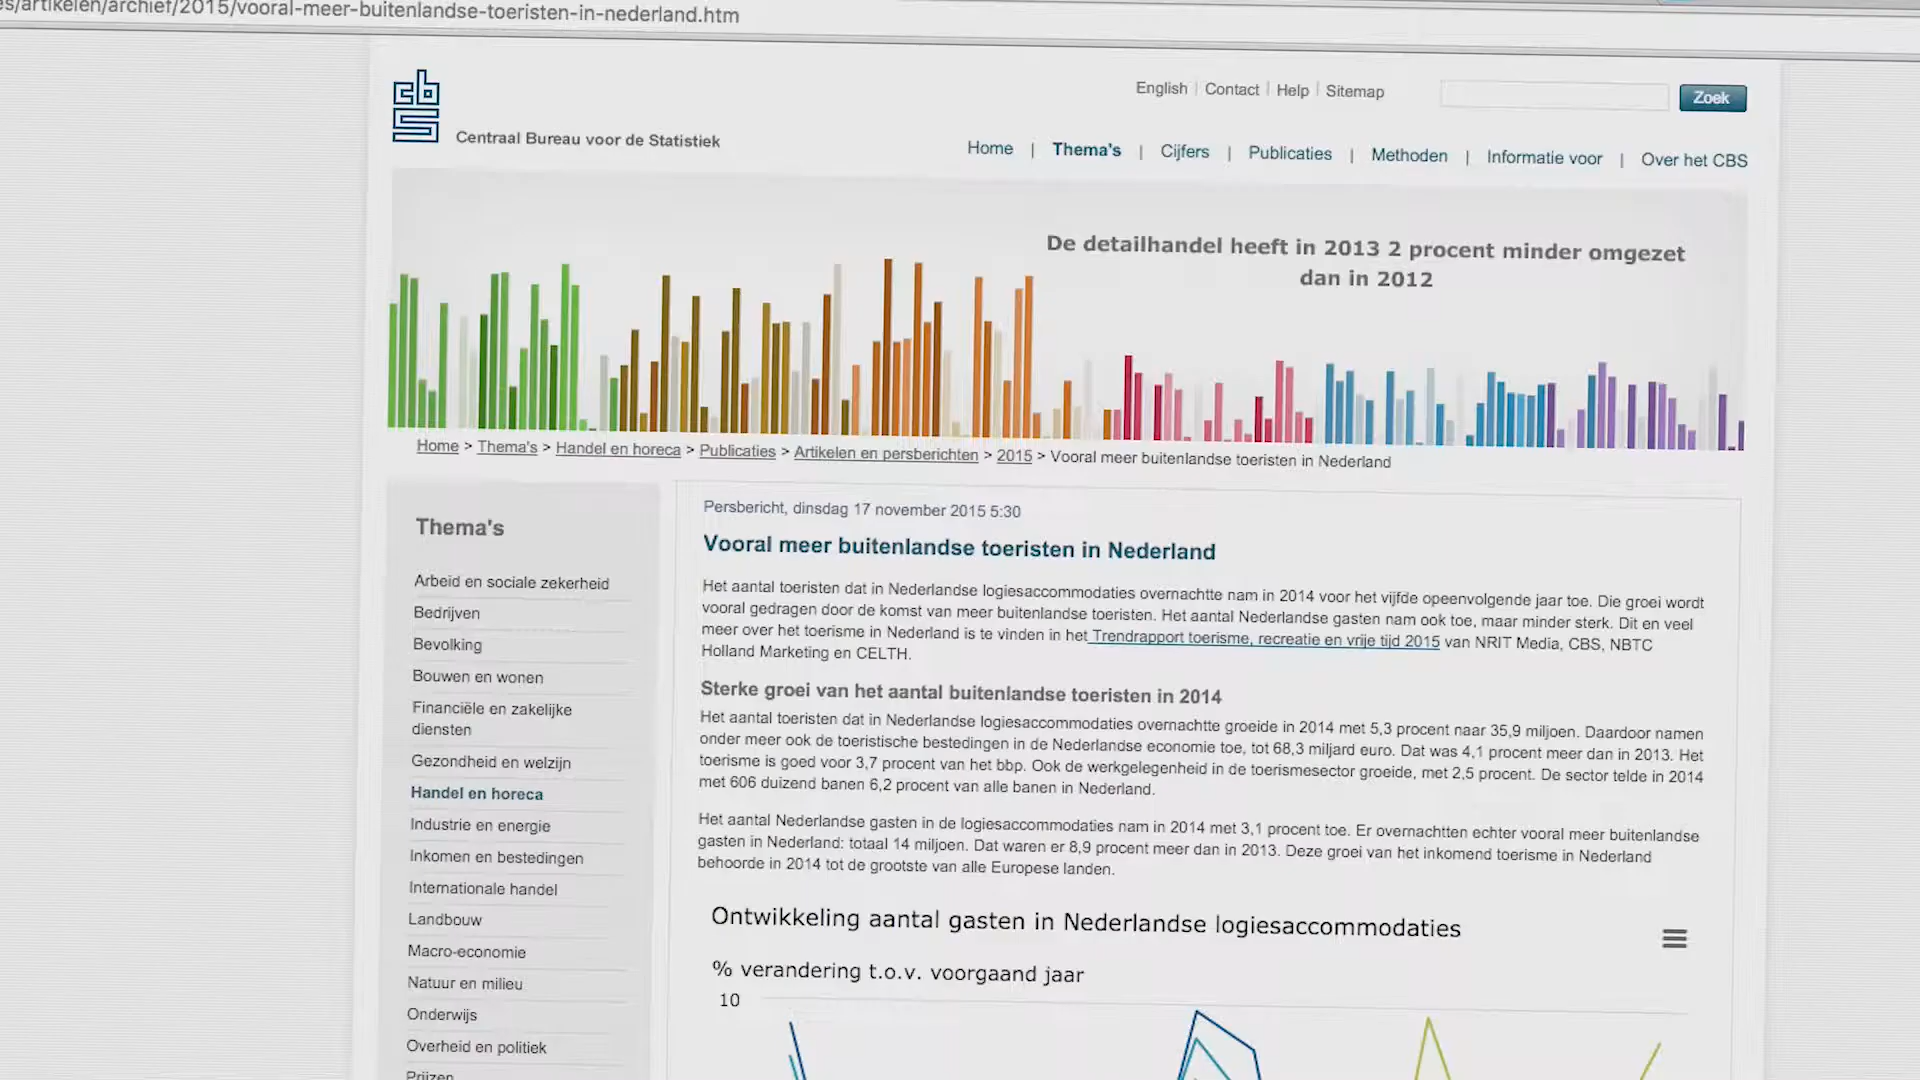 es/artikelen/archief/2015/vooral-meer-buitenlandse-toeristen-in-nederland.htm
English | Contact | Help | Sitemap
Zoek
cbs
Centraal Bureau voor de Statistiek
Home | Thema's | Cijfers | Publicaties | Methoden | Informatie voor | Over het CBS
De detailhandel heeft in 2013 2 procent minder omgezet
dan in 2012
Home > Thema's > Handel en horeca > Publicaties > Artikelen en persberichten > 2015 > Vooral meer buitenlandse toeristen in Nederland
Thema's
Arbeid en sociale zekerheid
Bedrijven
Bevolking
Bouwen en wonen
Financiële en zakelijke
diensten
Gezondheid en welzijn
Handel en horeca
Industrie en energie
Inkomen en bestedingen
Internationale handel
Landbouw
Macro-economie
Natuur en milieu
Onderwijs
Overheid en politiek
Prijzen
Persbericht, dinsdag 17 november 2015 5:30
Vooral meer buitenlandse toeristen in Nederland
Het aantal toeristen dat in Nederlandse logiesaccommodaties overnachtte nam in 2014 voor het vijfde opeenvolgende jaar toe. Die groei wordt
vooral gedragen door de komst van meer buitenlandse toeristen. Het aantal Nederlandse gasten nam ook toe, maar minder sterk. Dit en veel
meer over het toerisme in Nederland is te vinden in het Trendrapport toerisme, recreatie en vrije tijd 2015 van NRIT Media, CBS, NBTC
Holland Marketing en CELTH.
Sterke groei van het aantal buitenlandse toeristen in 2014
Het aantal toeristen dat in Nederlandse logiesaccommodaties overnachtte groeide in 2014 met 5,3 procent naar 35,9 miljoen. Daardoor namen
onder meer ook de toeristische bestedingen in de Nederlandse economie toe, tot 68,3 miljard euro. Dat was 4,1 procent meer dan in 2013. Het
toerisme is goed voor 3,7 procent van het bbp. Ook de werkgelegenheid in de toerismesector groeide, met 2,5 procent. De sector telde in 2014
met 606 duizend banen 6,2 procent van alle banen in Nederland.
Het aantal Nederlandse gasten in de logiesaccommodaties nam in 2014 met 3,1 procent toe. Er overnachtten echter vooral meer buitenlandse
gasten in Nederland: totaal 14 miljoen. Dat waren er 8,9 procent meer dan in 2013. Deze groei van het inkomend toerisme in Nederland
behoorde in 2014 tot de grootste van alle Europese landen.
Ontwikkeling aantal gasten in Nederlandse logiesaccommodaties
% verandering t.o.v. voorgaand jaar
10